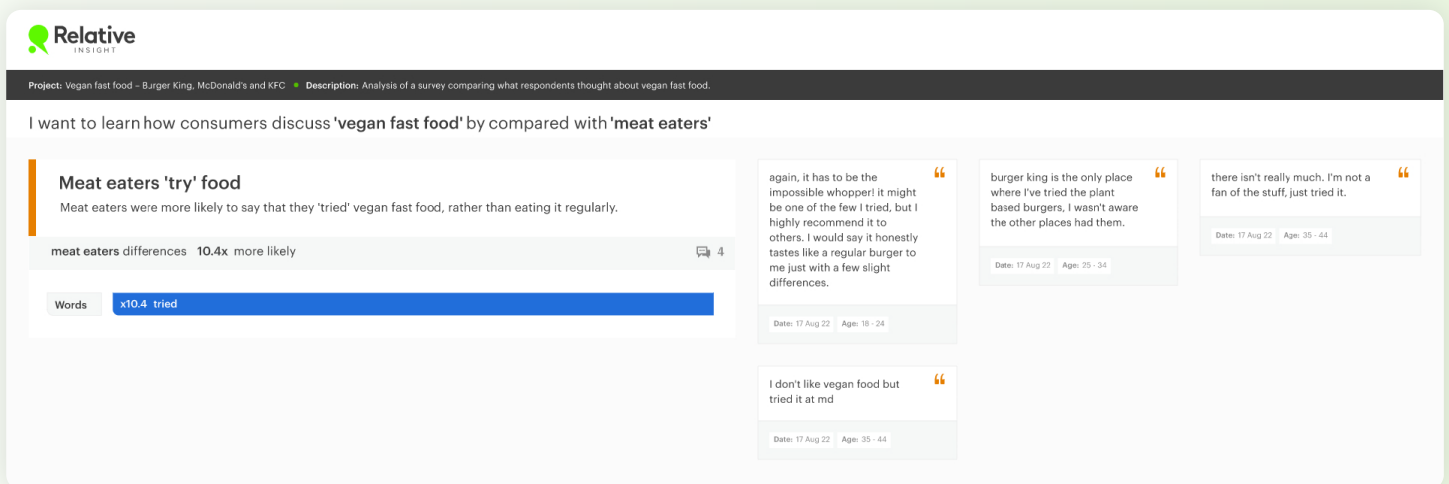 Relative
INSIGHT
Project: Vegan fast food – Burger King, McDonald's and KFC • Description: Analysis of a survey comparing what respondents thought about vegan fast food.
I want to learn how consumers discuss 'vegan fast food' by compared with 'meat eaters'
Meat eaters 'try' food
Meat eaters were more likely to say that they 'tried' vegan fast food, rather than eating it regularly.
meat eaters differences 10.4x more likely
4
Words
x10.4 tried
again, it has to be the
impossible whopper! it might
be one of the few I tried, but I
highly recommend it to
others. I would say it honestly
tastes like a regular burger to
me just with a few slight
differences.
Date: 17 Aug 22 Age: 18 - 24
burger king is the only place
where I've tried the plant
based burgers, I wasn't aware
the other places had them.
Date: 17 Aug 22 Age: 25 - 34
there isn't really much. I'm not a
fan of the stuff, just tried it.
Date: 17 Aug 22 Age: 35 - 44
I don't like vegan food but
tried it at md
Date: 17 Aug 22 Age: 35 - 44